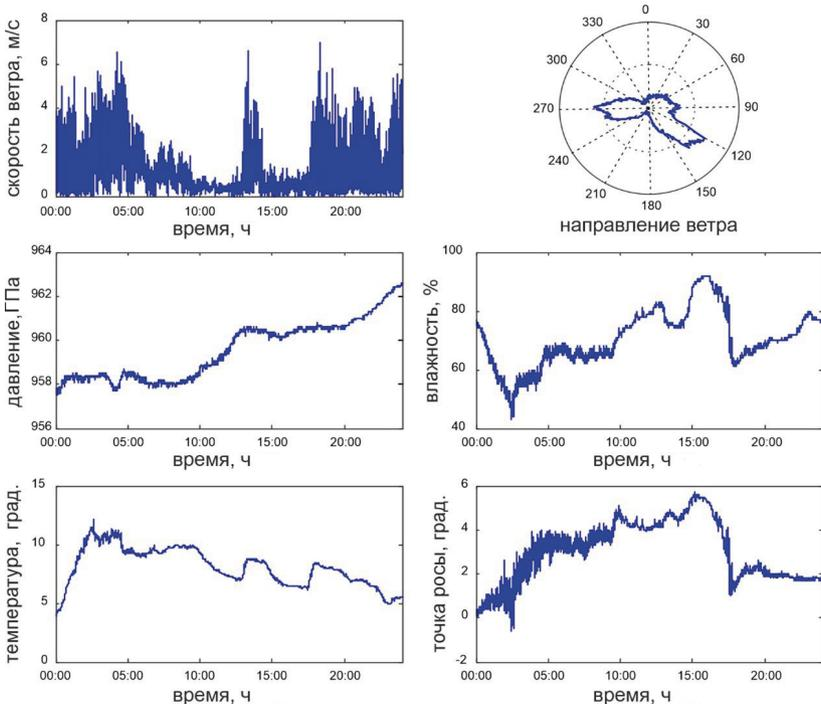 скорость ветра, м/с
8
6
4
2
0
00:00 05:00 10:00 15:00 20:00
время, ч
0
30
60
90
120
150
180
210
240
270
300
330
направление ветра
давление,ГПа
964
962
960
958
956
00:00 05:00 10:00 15:00 20:00
время, ч
влажность, %
100
80
60
40
00:00 05:00 10:00 15:00 20:00
время, ч
температура, град.
15
10
5
0
00:00 05:00 10:00 15:00 20:00
время, ч
точка росы, град.
6
4
2
0
-2
00:00 05:00 10:00 15:00 20:00
время, ч